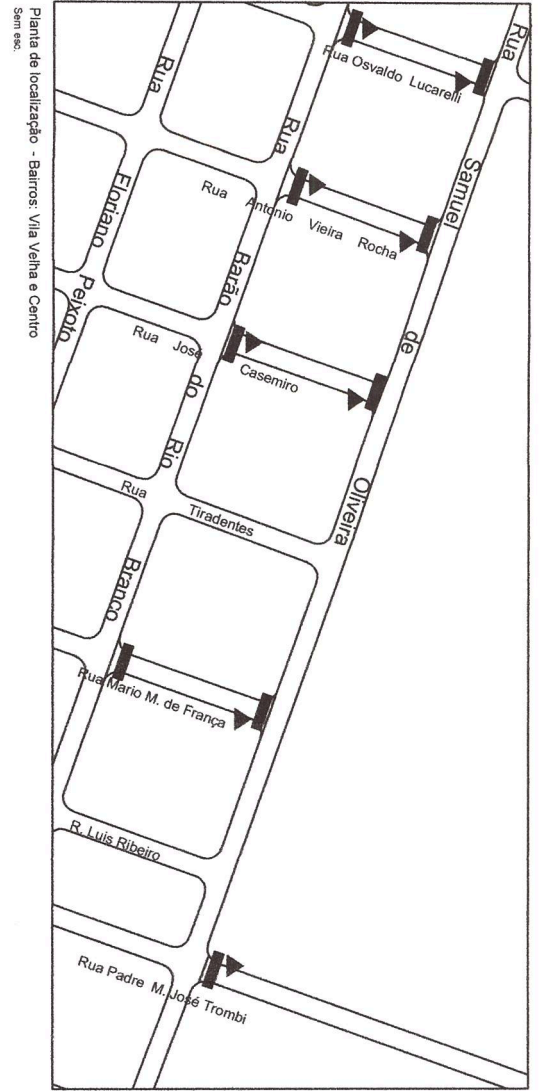 Rua Samuel de Oliveira
Rua Osvaldo Lucarelli
Rua Antonio Vieira Rocha
Rua José Casemiro
Rua Tiradentes
Rua Mario M. de França
R. Luis Ribeiro
Rua Padre M. José Trombi
Rua Barão do Rio Branco
Rua Floriano Peixoto
Planta de localização - Bairros: Vila Velha e Centro
Sem esc.